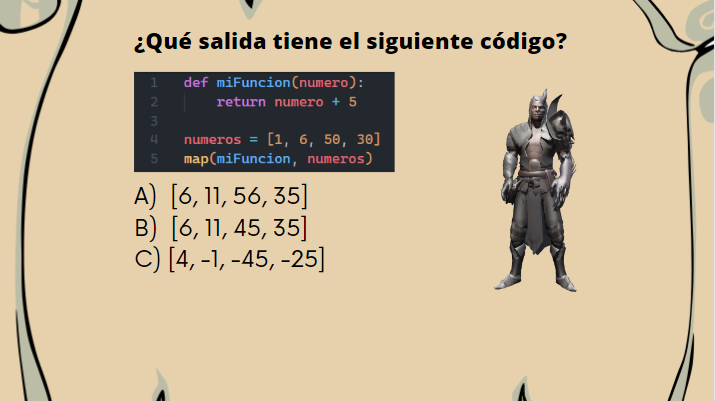 ¿Qué salida tiene el siguiente código?
1 def miFuncion(numero):
2 return numero + 5
3
4 numeros = [1, 6, 50, 30]
5 map(miFuncion, numeros)
A) [6, 11, 56, 35]
B) [6, 11, 45, 35]
C) [4, -1, -45, -25]